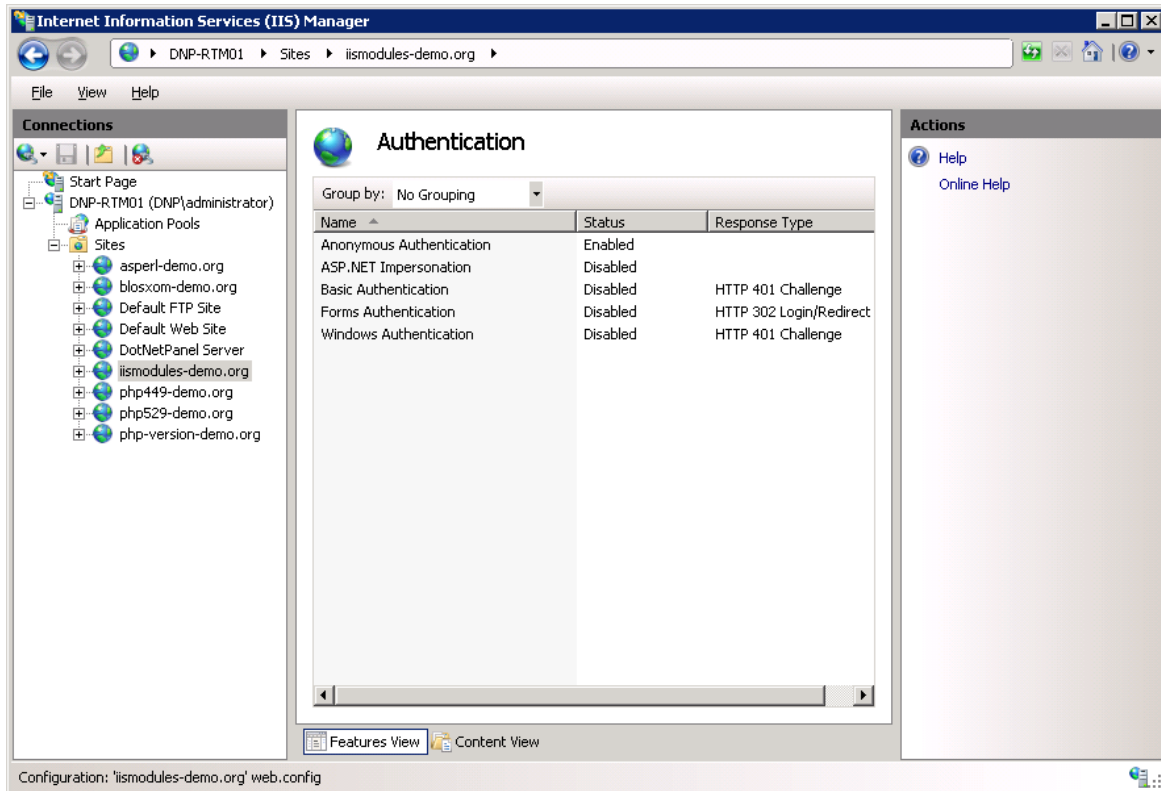 Internet Information Services (IIS) Manager
DNP-RTM01 Sites iismodules-demo.org
File View Help
Connections
Start Page
DNP-RTM01 (DNP\administrator)
Application Pools
Sites
asperl-demo.org
blosxom-demo.org
Default FTP Site
Default Web Site
DotNetPanel Server
iismodules-demo.org
php449-demo.org
php529-demo.org
php-version-demo.org
Authentication
Group by: No Grouping
Name Status Response Type
Anonymous Authentication Enabled
ASP.NET Impersonation Disabled
Basic Authentication Disabled HTTP 401 Challenge
Forms Authentication Disabled HTTP 302 Login/Redirect
Windows Authentication Disabled HTTP 401 Challenge
Features View Content View
Actions
Help
Online Help
Configuration: 'iismodules-demo.org' web.config